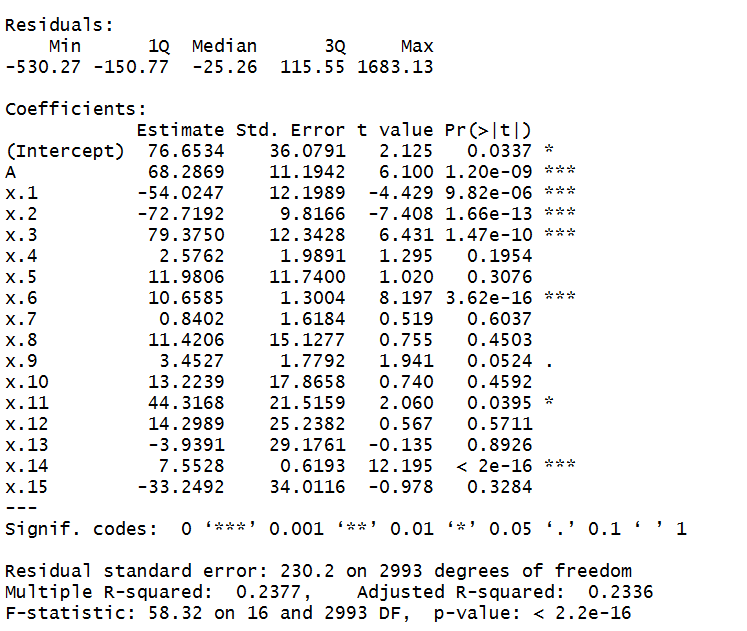 Residuals:
    Min      1Q  Median      3Q     Max
-530.27 -150.77  -25.26  115.55 1683.13
Coefficients:
            Estimate Std. Error t value Pr(>|t|)
(Intercept)  76.6534    36.0791   2.125   0.0337 *
A            68.2869    11.1942   6.100 1.20e-09 ***
x.1         -54.0247    12.1989  -4.429 9.82e-06 ***
x.2         -72.7192     9.8166  -7.408 1.66e-13 ***
x.3          79.3750    12.3428   6.431 1.47e-10 ***
x.4           2.5762     1.9891   1.295   0.1954
x.5          11.9806    11.7400   1.020   0.3076
x.6          10.6585     1.3004   8.197 3.62e-16 ***
x.7           0.8402     1.6184   0.519   0.6037
x.8          11.4206    15.1277   0.755   0.4503
x.9           3.4527     1.7792   1.941   0.0524 .
x.10         13.2239    17.8658   0.740   0.4592
x.11         44.3168    21.5159   2.060   0.0395 *
x.12         14.2989    25.2382   0.567   0.5711
x.13         -3.9391    29.1761  -0.135   0.8926
x.14          7.5528     0.6193  12.195  < 2e-16 ***
x.15        -33.2492    34.0116  -0.978   0.3284
---
Signif. codes:  0 ‘***’ 0.001 ‘**’ 0.01 ‘*’ 0.05 ‘.’ 0.1 ‘ ’ 1
Residual standard error: 230.2 on 2993 degrees of freedom
Multiple R-squared:  0.2377,    Adjusted R-squared:  0.2336
F-statistic: 58.32 on 16 and 2993 DF,  p-value: < 2.2e-16